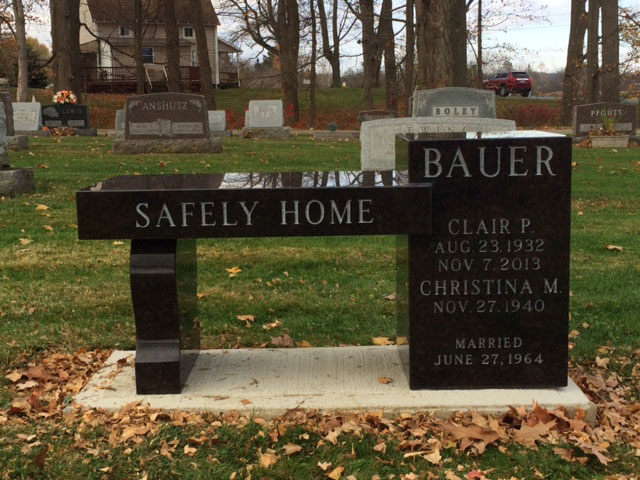 ANSHUTZ
BOLEY
BAUER
SAFELY HOME
CLAIR P.
AUG. 23, 1932
NOV. 7, 2013
CHRISTINA M.
NOV. 27, 1940
MARRIED
JUNE 27, 1964